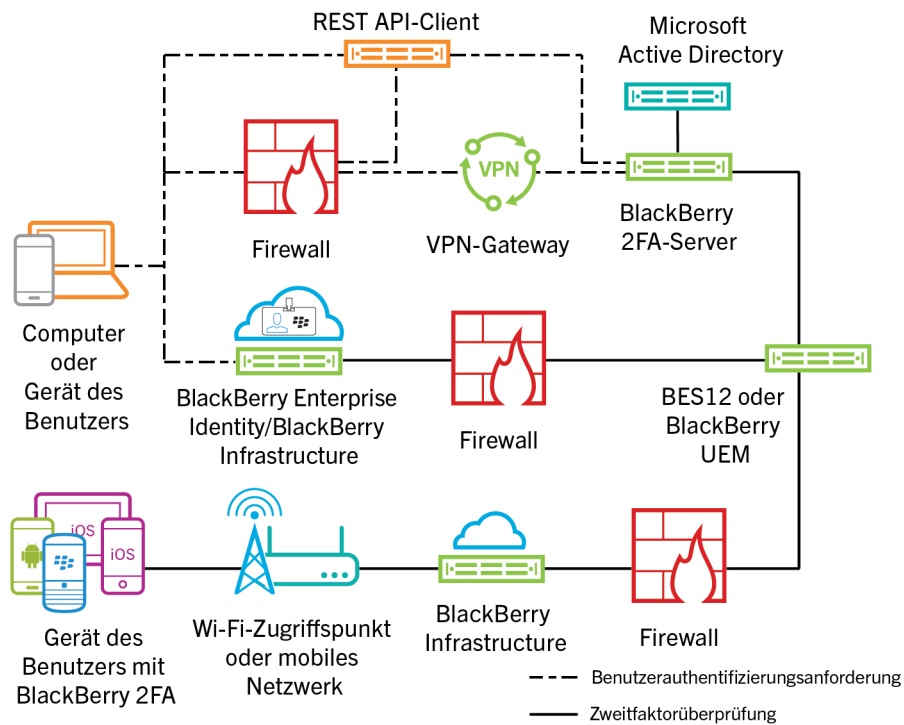 REST API-Client
Microsoft
Active Directory
VPN
Firewall
VPN-Gateway
BlackBerry
2FA-Server
Computer
oder
Gerät des
Benutzers
BlackBerry Enterprise
Identity/BlackBerry
Infrastructure
Firewall
BES12 oder
BlackBerry
UEM
iOS
iOS
Gerät des
Benutzers mit
BlackBerry 2FA
Wi-Fi-Zugriffspunkt
oder mobiles
Netzwerk
BlackBerry
Infrastructure
Firewall
Benutzerauthentifizierungsanforderung
Zweitfaktorüberprüfung